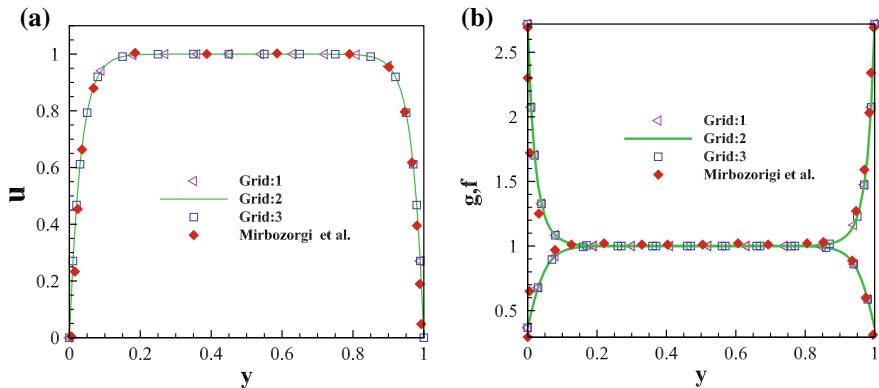 (a)
u
1
0.8
0.6
0.4
0.2
0
0 0.2 0.4 0.6 0.8 1
y
Grid:1
Grid:2
Grid:3
Mirbozorgi et al.
(b)
g,f
2.5
2
1.5
1
0.5
0 0.2 0.4 0.6 0.8 1
y
Grid:1
Grid:2
Grid:3
Mirbozorigi et al.